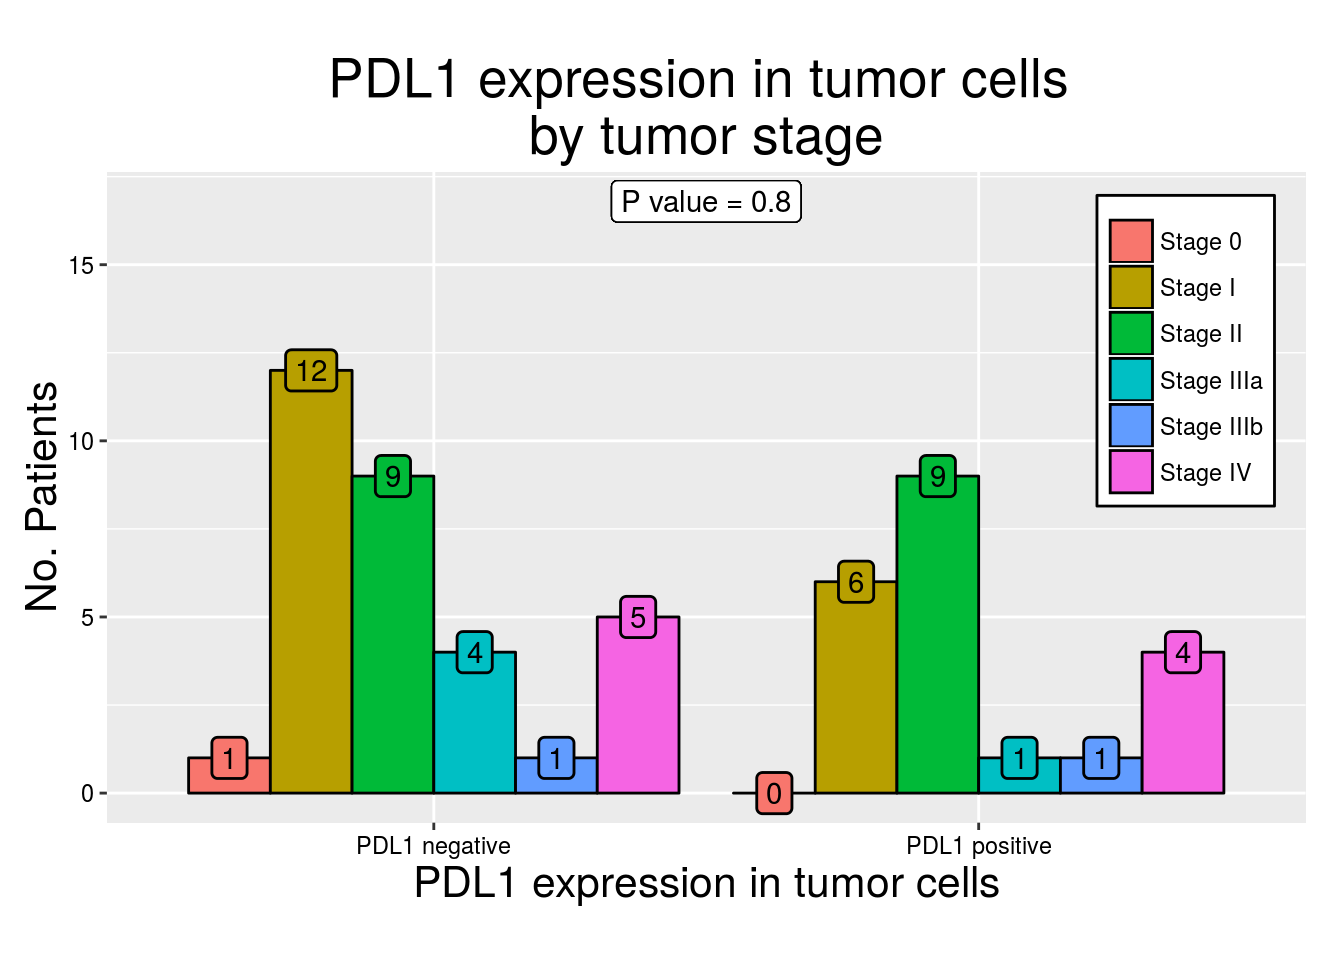 PDL1 expression in tumor cells
by tumor stage
P value = 0.8
Stage 0
Stage I
Stage II
Stage IIIa
Stage IIIb
Stage IV
No. Patients
15
10
5
0
1
12
9
4
1
5
0
6
9
1
1
4
PDL1 negative
PDL1 positive
PDL1 expression in tumor cells